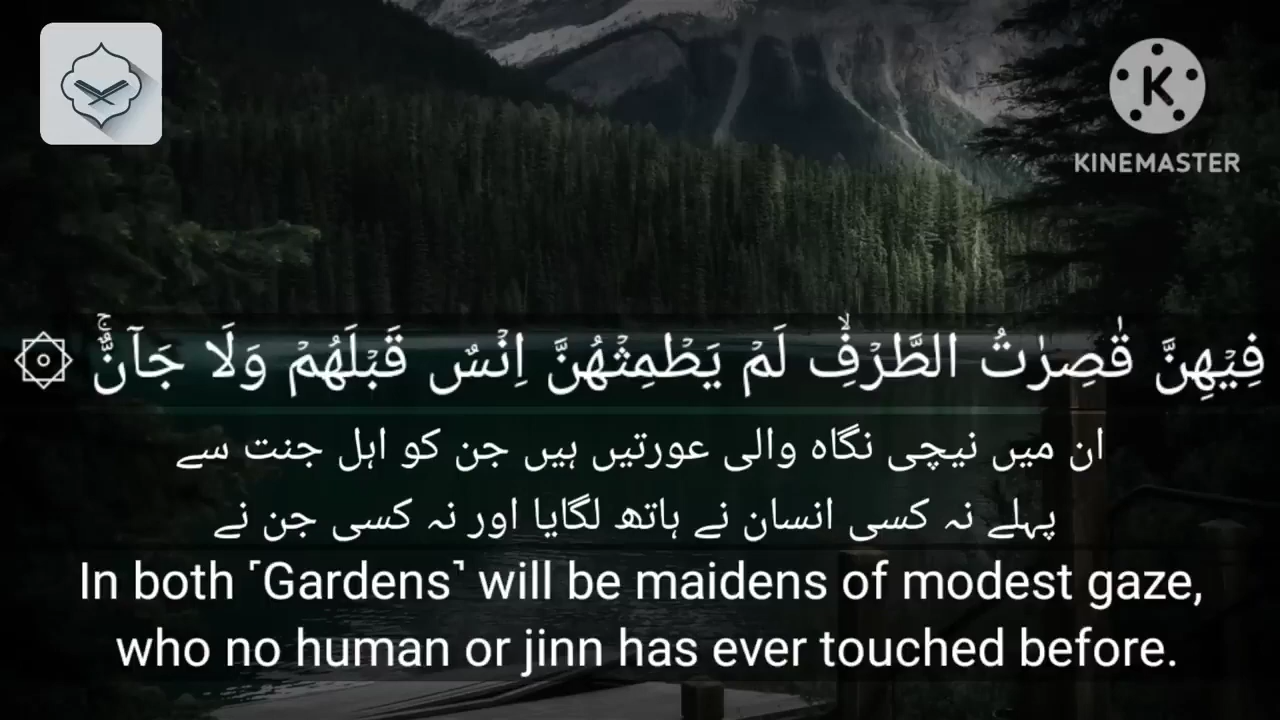 KINEMASTER
فِيْهِنَّ قٰصِرٰتُ الطَّرْفِۙ لَمْ يَطْمِثْهُنَّ اِنْسٌ قَبْلَهُمْ وَلَا جَآنٌّۚ ۞
ان میں نیچی نگاہ والی عورتیں ہیں جن کو اہل جنت سے
پہلے نہ کسی انسان نے ہاتھ لگایا اور نہ کسی جن نے
In both ˹Gardens˺ will be maidens of modest gaze,
who no human or jinn has ever touched before.